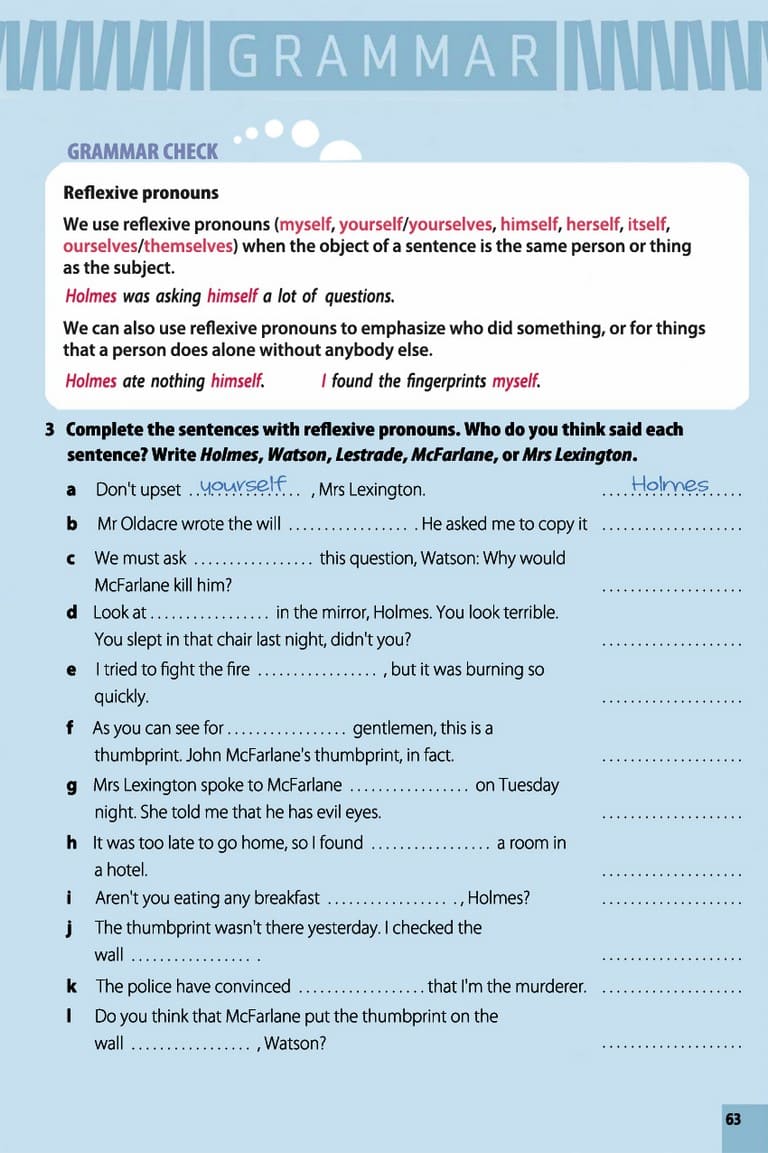 GRAMMAR
GRAMMAR CHECK
Reflexive pronouns
We use reflexive pronouns (myself, yourself/yourselves, himself, herself, itself,
ourselves/themselves) when the object of a sentence is the same person or thing
as the subject.
Holmes was asking himself a lot of questions.
We can also use reflexive pronouns to emphasize who did something, or for things
that a person does alone without anybody else.
Holmes ate nothing himself. I found the fingerprints myself.
3 Complete the sentences with reflexive pronouns. Who do you think said each
sentence? Write Holmes, Watson, Lestrade, McFarlane, or Mrs Lexington.
a Don't upset ..yourself.. , Mrs Lexington. ....Holmes.....
b Mr Oldacre wrote the will .................. . He asked me to copy it ....................
c We must ask ................. this question, Watson: Why would
McFarlane kill him? ....................
d Look at ................. in the mirror, Holmes. You look terrible.
You slept in that chair last night, didn't you? ....................
e I tried to fight the fire ................. , but it was burning so
quickly. ....................
f As you can see for ................. gentlemen, this is a
thumbprint. John McFarlane's thumbprint, in fact. ....................
g Mrs Lexington spoke to McFarlane ................. on Tuesday
night. She told me that he has evil eyes. ....................
h It was too late to go home, so I found ................. a room in
a hotel. ....................
i Aren't you eating any breakfast .................. , Holmes? ....................
j The thumbprint wasn't there yesterday. I checked the
wall ................. . ....................
k The police have convinced .................. that I'm the murderer. ....................
l Do you think that McFarlane put the thumbprint on the
wall ................. , Watson? ....................
63